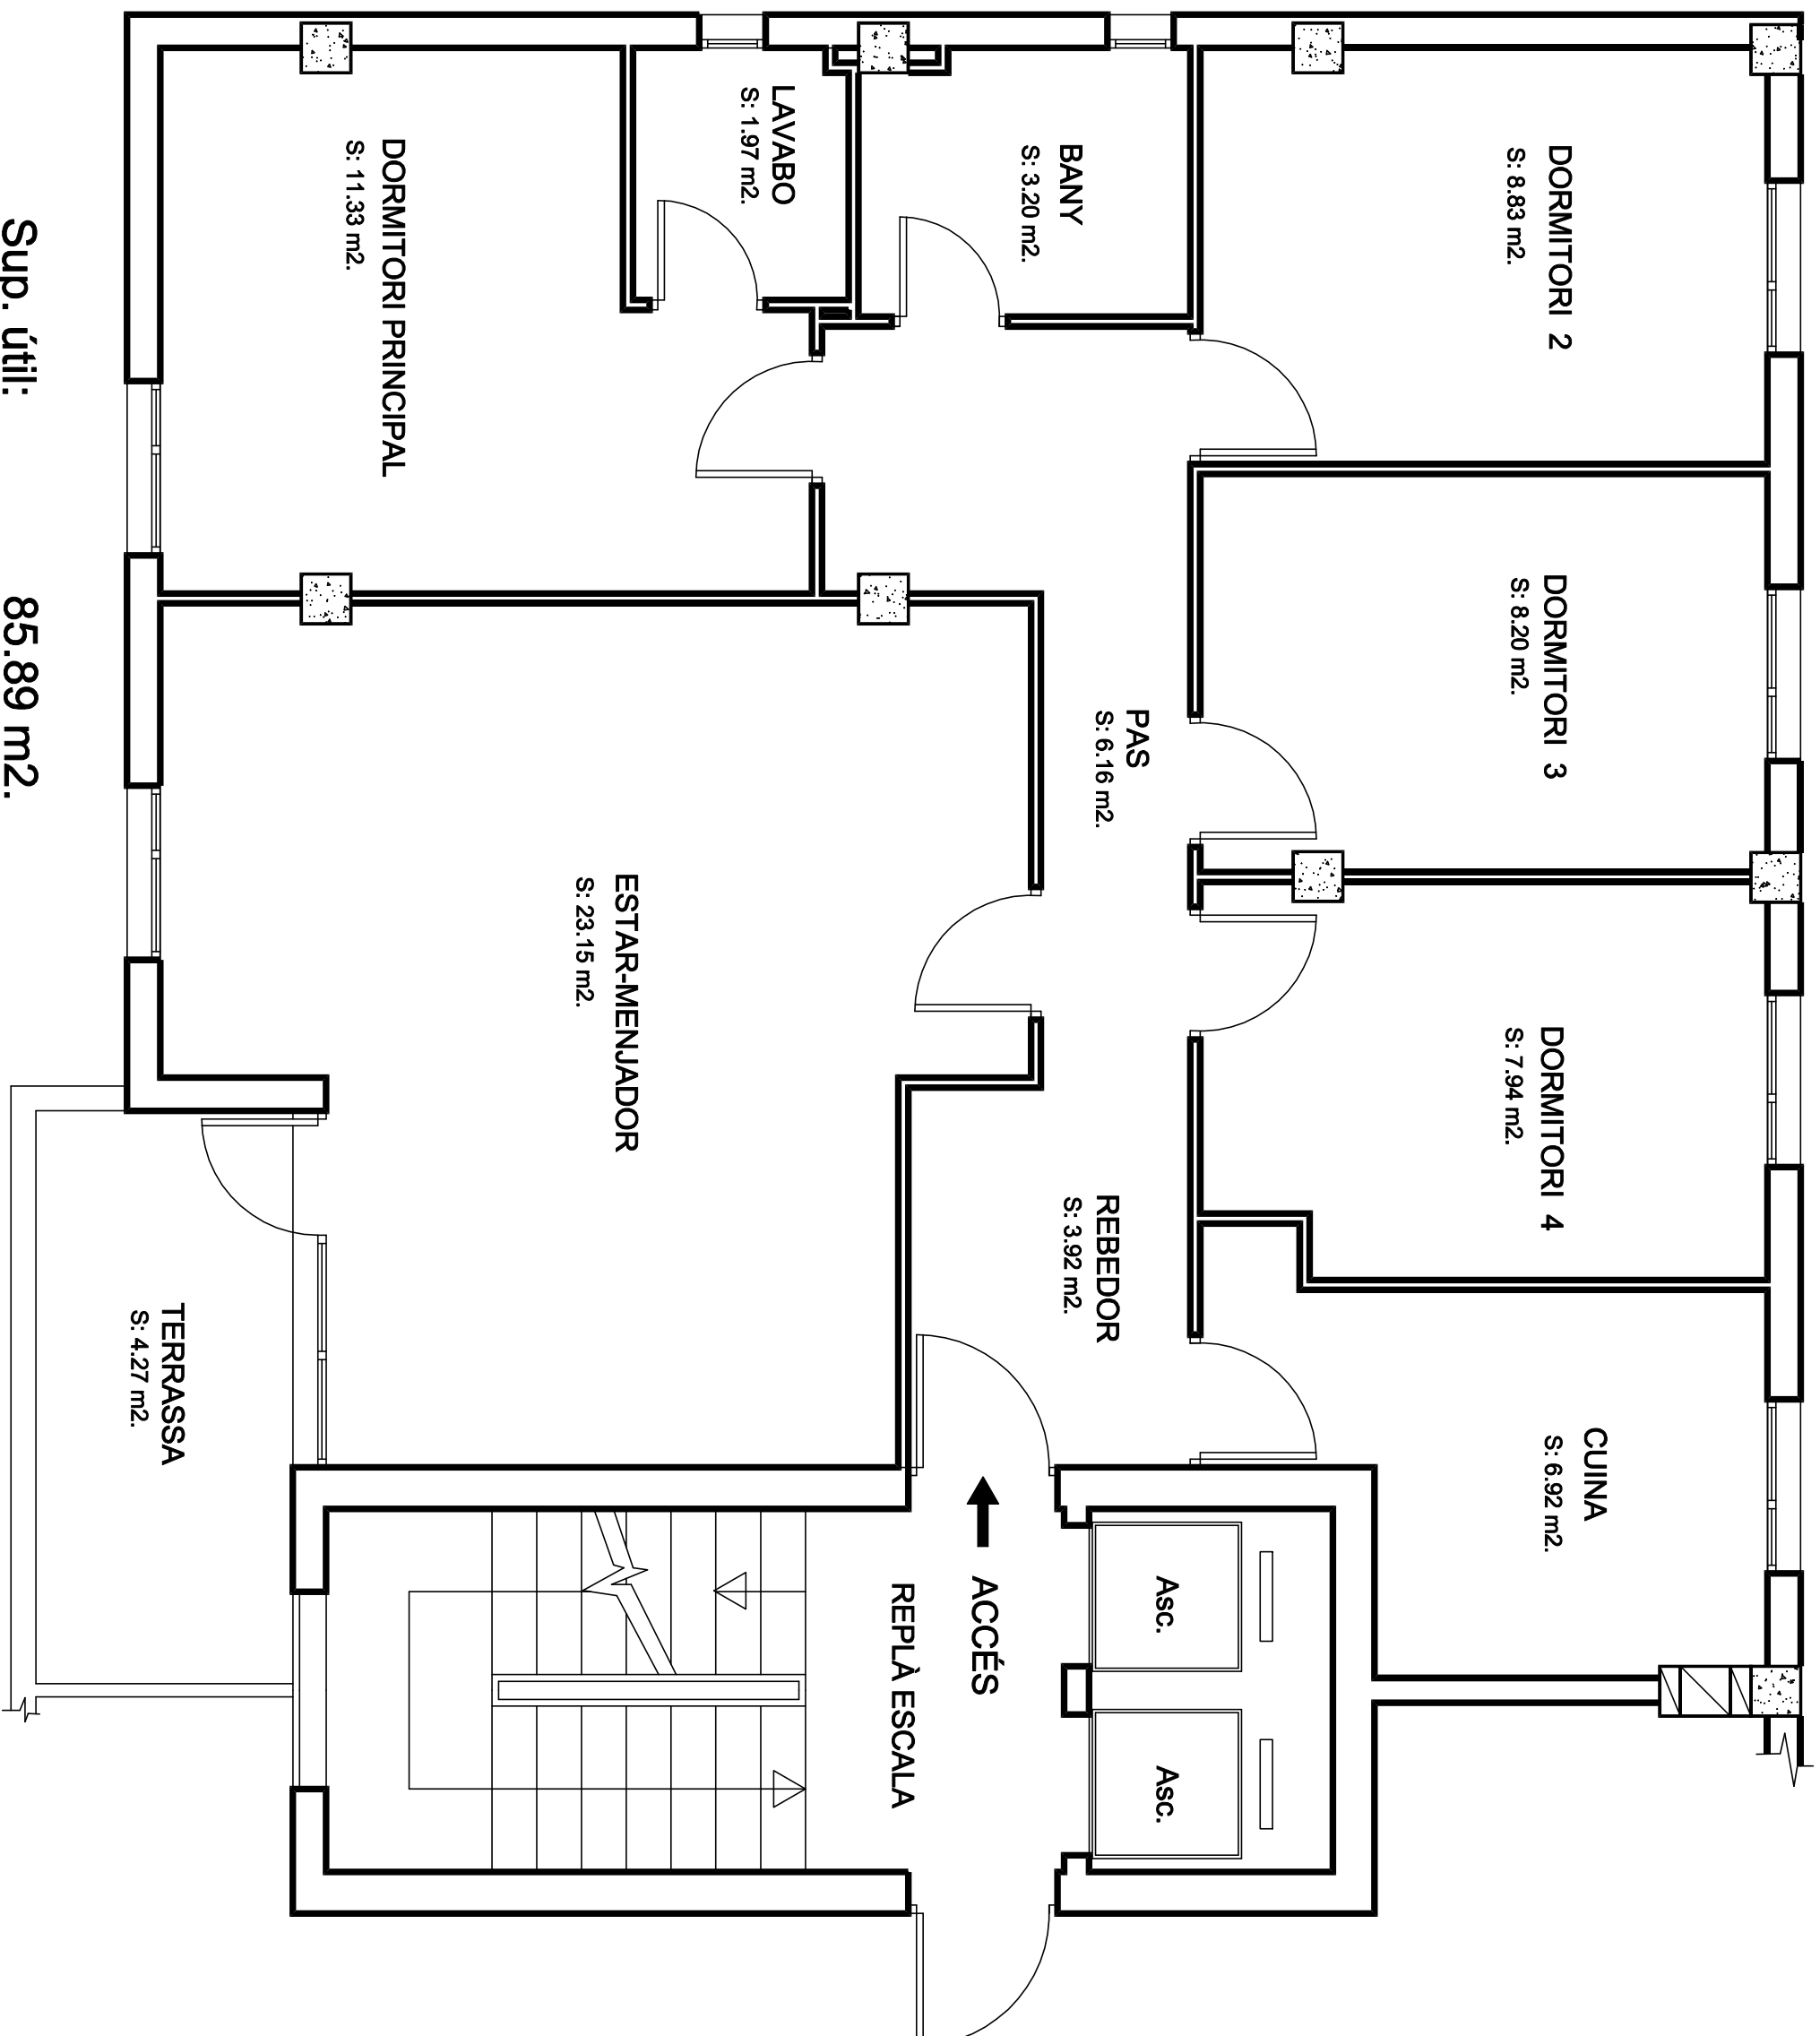 DORMITORI 2
S: 8.83 m2.
DORMITORI 3
S: 8.20 m2.
DORMITORI 4
S: 7.94 m2.
CUINA
S: 6.92 m2.
BANY
S: 3.20 m2.
PAS
S: 6.16 m2.
REBEDOR
S: 3.92 m2.
LAVABO
S: 1.97 m2.
DORMITORI PRINCIPAL
S: 11.33 m2.
ESTAR-MENJADOR
S: 23.15 m2.
TERRASSA
S: 4.27 m2.
Asc.
Asc.
ACCÉS
REPLÀ ESCALA
Sup. útil: 85.89 m2.